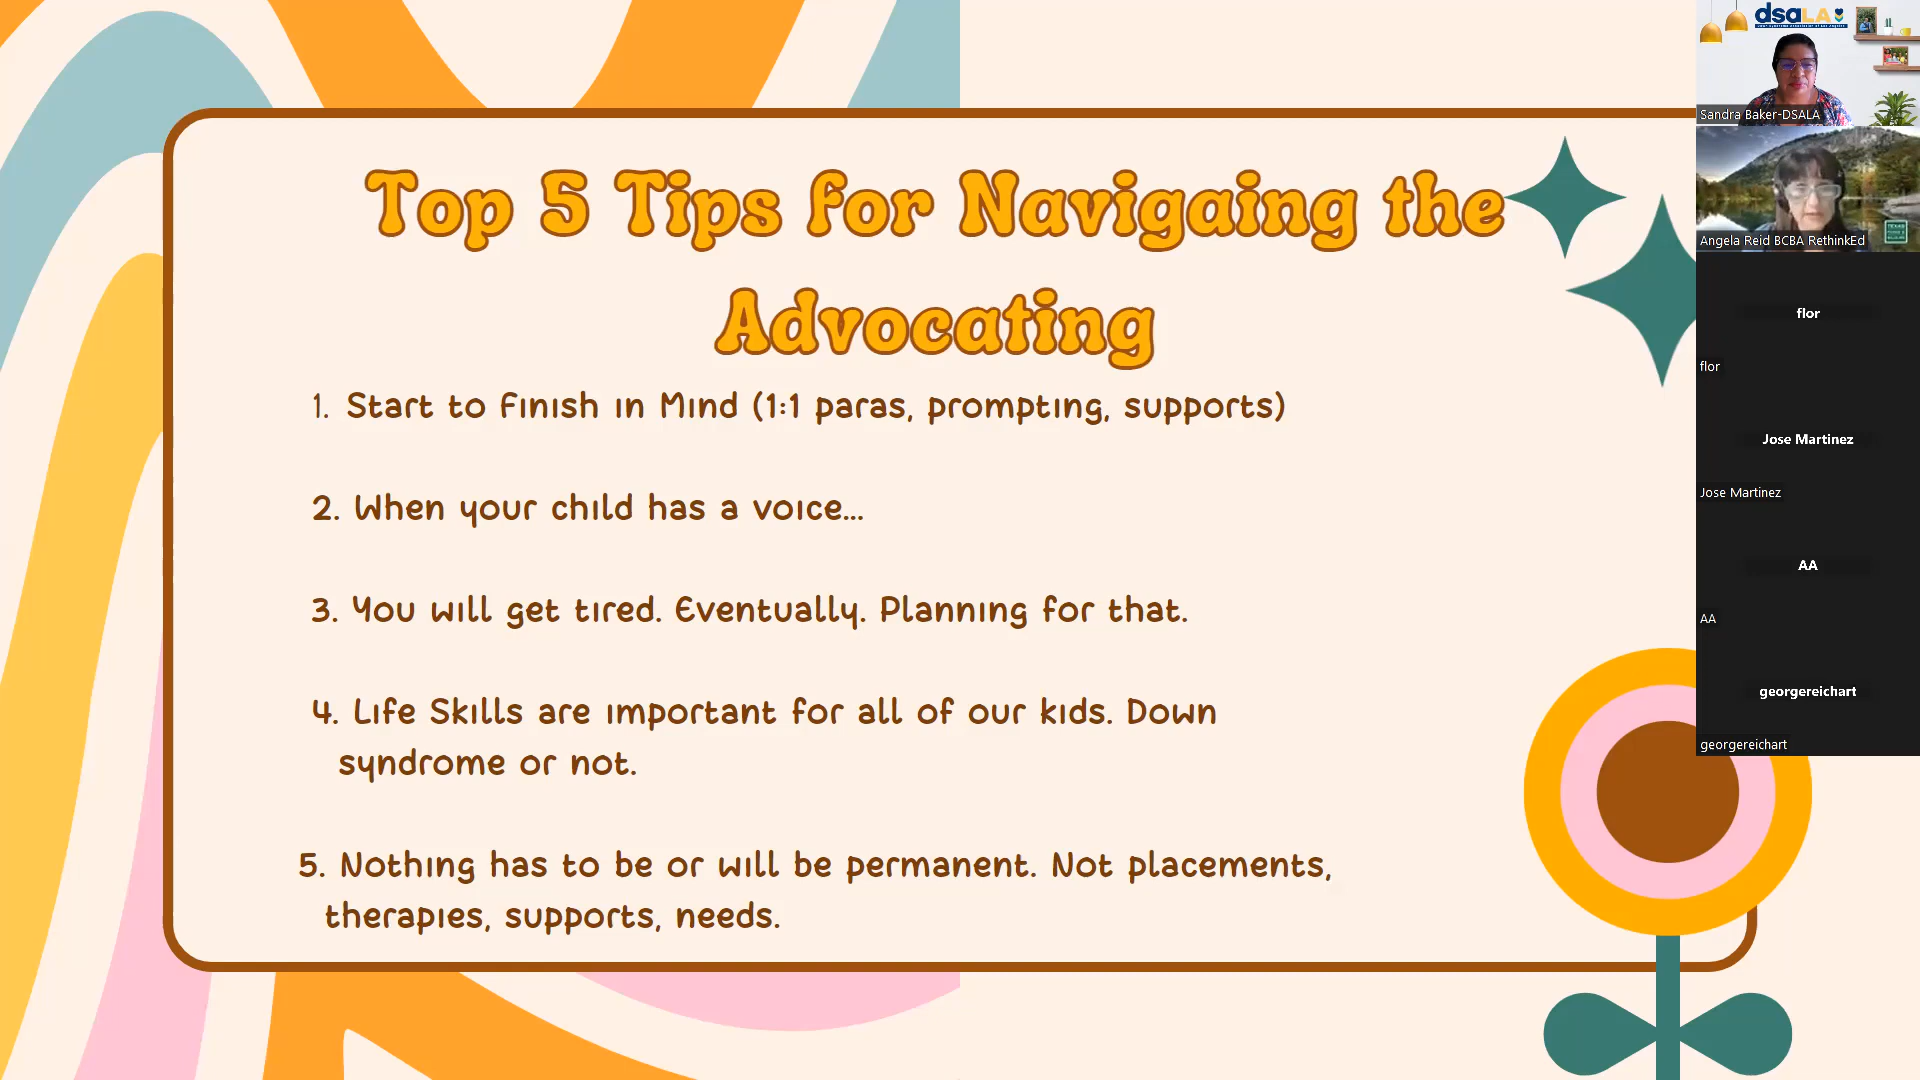 Top 5 Tips for Navigaing the
Advocating
1. Start to Finish in Mind (1:1 paras, prompting, supports)
2. When your child has a voice...
3. You will get tired. Eventually. Planning for that.
4. Life Skills are important for all of our kids. Down
syndrome or not.
5. Nothing has to be or will be permanent. Not placements,
therapies, supports, needs.
dsaLA
Sandra Baker-DSALA
Angela Reid BCBA RethinkEd
flor
flor
Jose Martinez
Jose Martinez
AA
AA
georgereichart
georgereichart